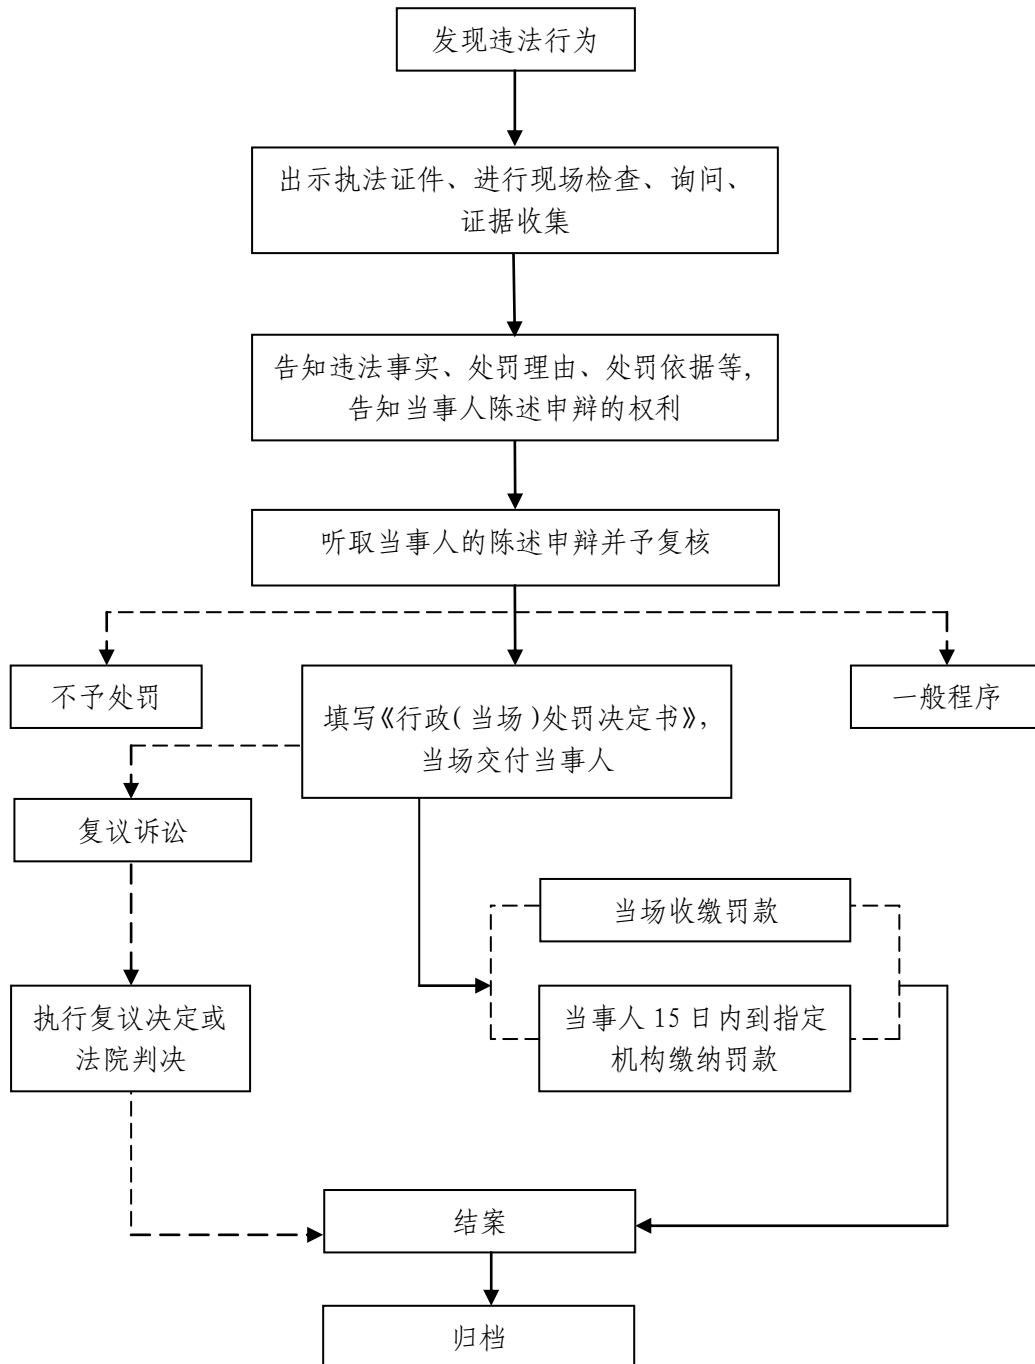 发现违法行为
出示执法证件、进行现场检查、询问、
证据收集
告知违法事实、处罚理由、处罚依据等,
告知当事人陈述申辩的权利
听取当事人的陈述申辩并予复核
不予处罚
填写《行政(当场)处罚决定书》,
当场交付当事人
一般程序
复议诉讼
当场收缴罚款
执行复议决定或
法院判决
当事人 15 日内到指定
机构缴纳罚款
结案
归档